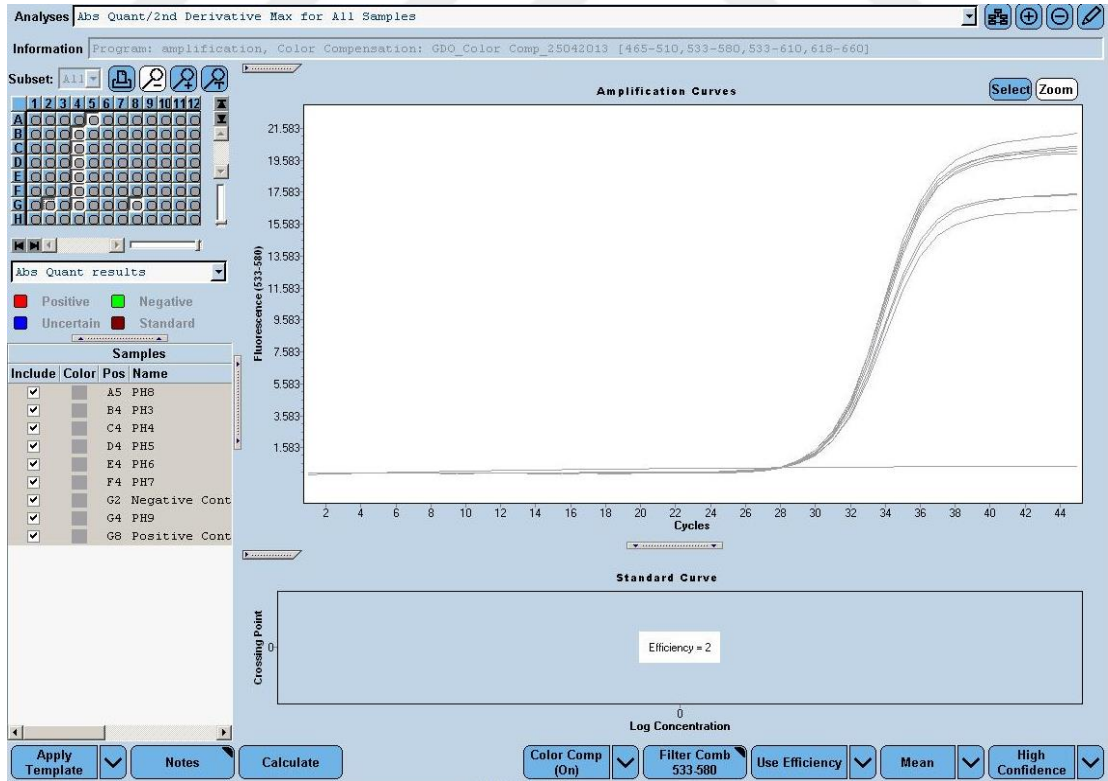 Analyses Abs Quant/2nd Derivative Max for All Samples
Information Program: amplification, Color Compensation: GDO_Color Comp_25042013 [465-510,533-580,533-610,618-660]
Subset: All
1 2 3 4 5 6 7 8 9 10 11 12
A
B
C
D
E
F
G
H
Abs Quant results
Positive Negative
Uncertain Standard
Samples
Include Color Pos Name
A5 PH8
B4 PH3
C4 PH4
D4 PH5
E4 PH6
F4 PH7
G2 Negative Cont
G4 PH9
G8 Positive Cont
Amplification Curves
Select Zoom
Fluorescence (533-580)
21.583
19.583
17.583
15.583
13.583
11.583
9.583
7.583
5.583
3.583
1.583
2 4 6 8 10 12 14 16 18 20 22 24 26 28 30 32 34 36 38 40 42 44
Cycles
Standard Curve
Crossing Point
0
Efficiency = 2
0
Log Concentration
Apply Template
Notes
Calculate
Color Comp (On)
Filter Comb 533-580
Use Efficiency
Mean
High Confidence